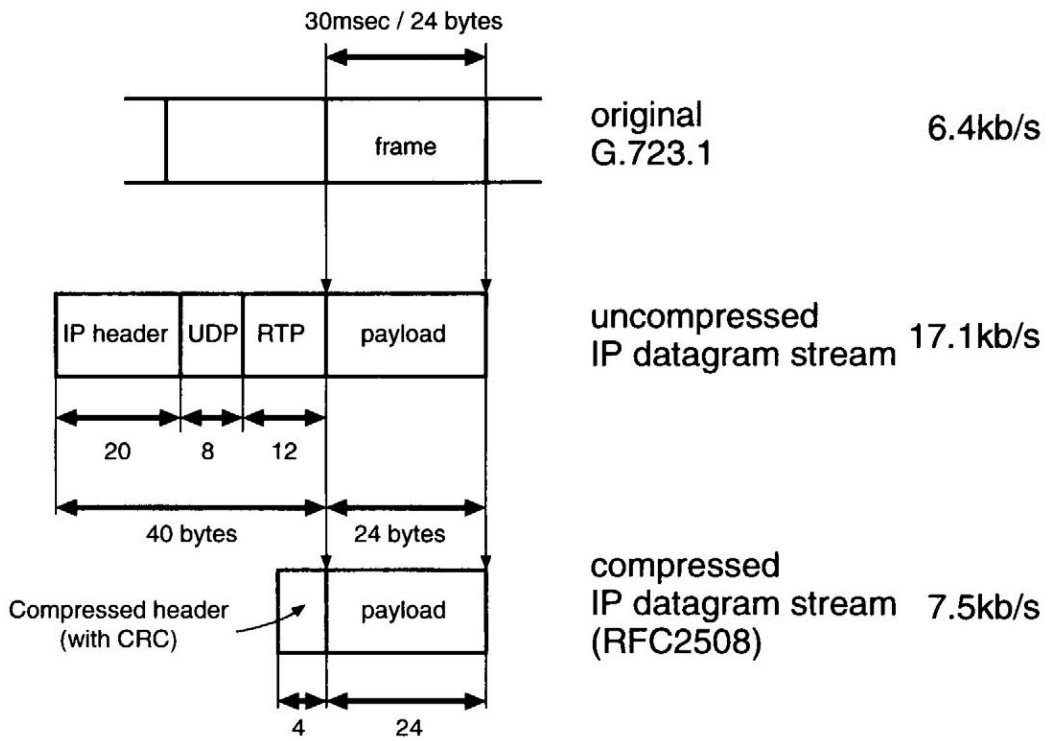 30msec / 24 bytes
frame
original
G.723.1
6.4kb/s
IP header
UDP
RTP
payload
uncompressed
IP datagram stream
17.1kb/s
20
8
12
40 bytes
24 bytes
Compressed header
(with CRC)
payload
compressed
IP datagram stream
(RFC2508)
7.5kb/s
4
24